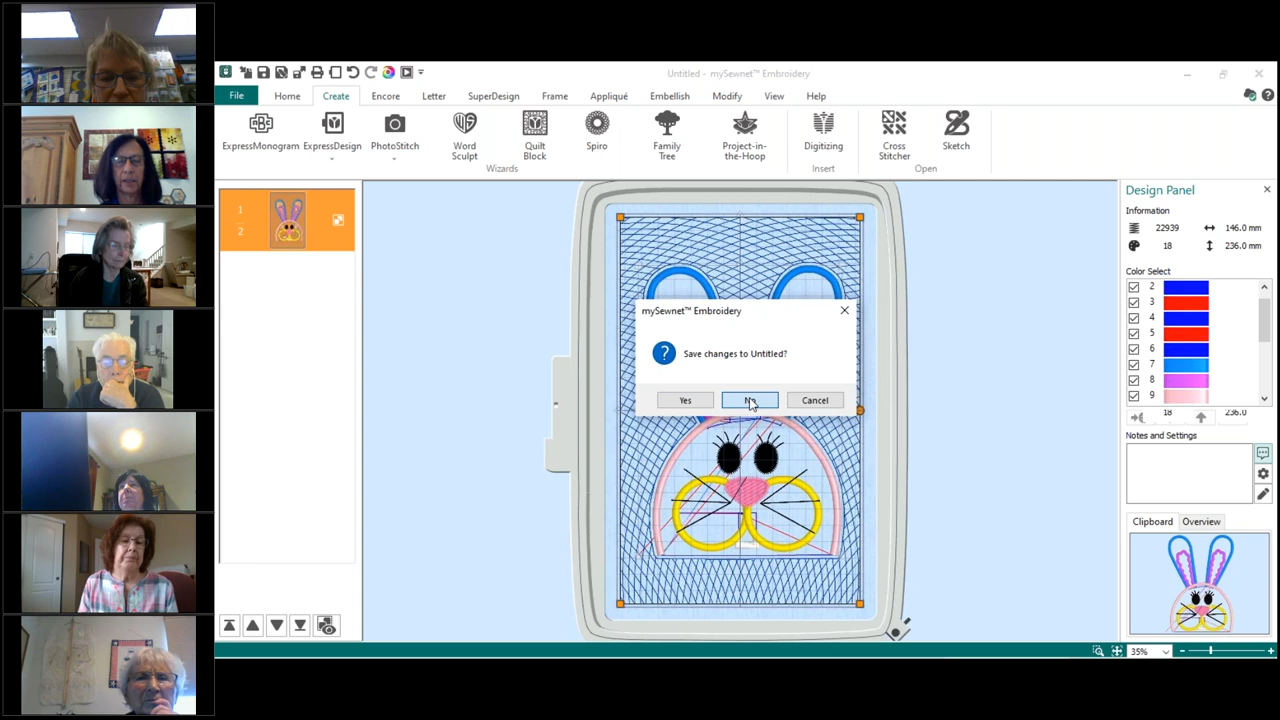 Untitled - mySewnet™ Embroidery
File Home Create Encore Letter SuperDesign Frame Appliqué Embellish Modify View Help
ExpressMonogram ExpressDesign PhotoStitch Word Sculpt Quilt Block Spiro Family Tree Project-in-the-Hoop Digitizing Cross Stitcher Sketch
Wizards Insert Open
1
2
Design Panel
Information
22939 146.0 mm
18 236.0 mm
Color Select
2
3
4
5
6
7
8
9
18 236.0
Notes and Settings
Clipboard Overview
mySewnet™ Embroidery
Save changes to Untitled?
Yes No Cancel
35%